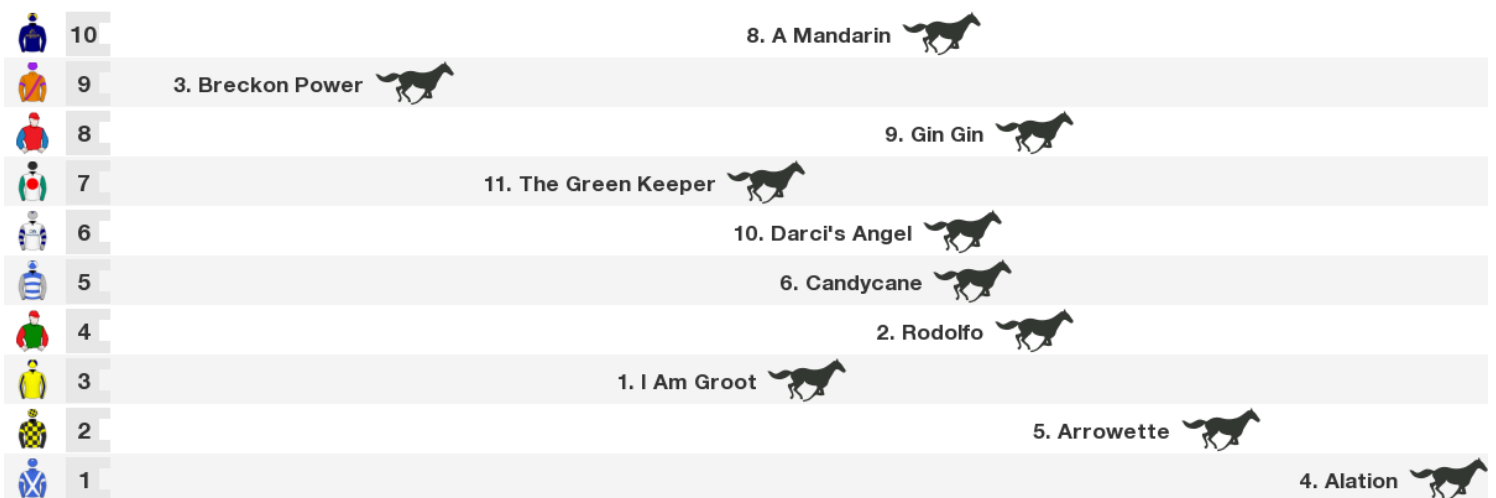 10 8. A Mandarin
9 3. Breckon Power
8 9. Gin Gin
7 11. The Green Keeper
6 10. Darci's Angel
5 6. Candycane
4 2. Rodolfo
3 1. I Am Groot
2 5. Arrowette
1 4. Alation